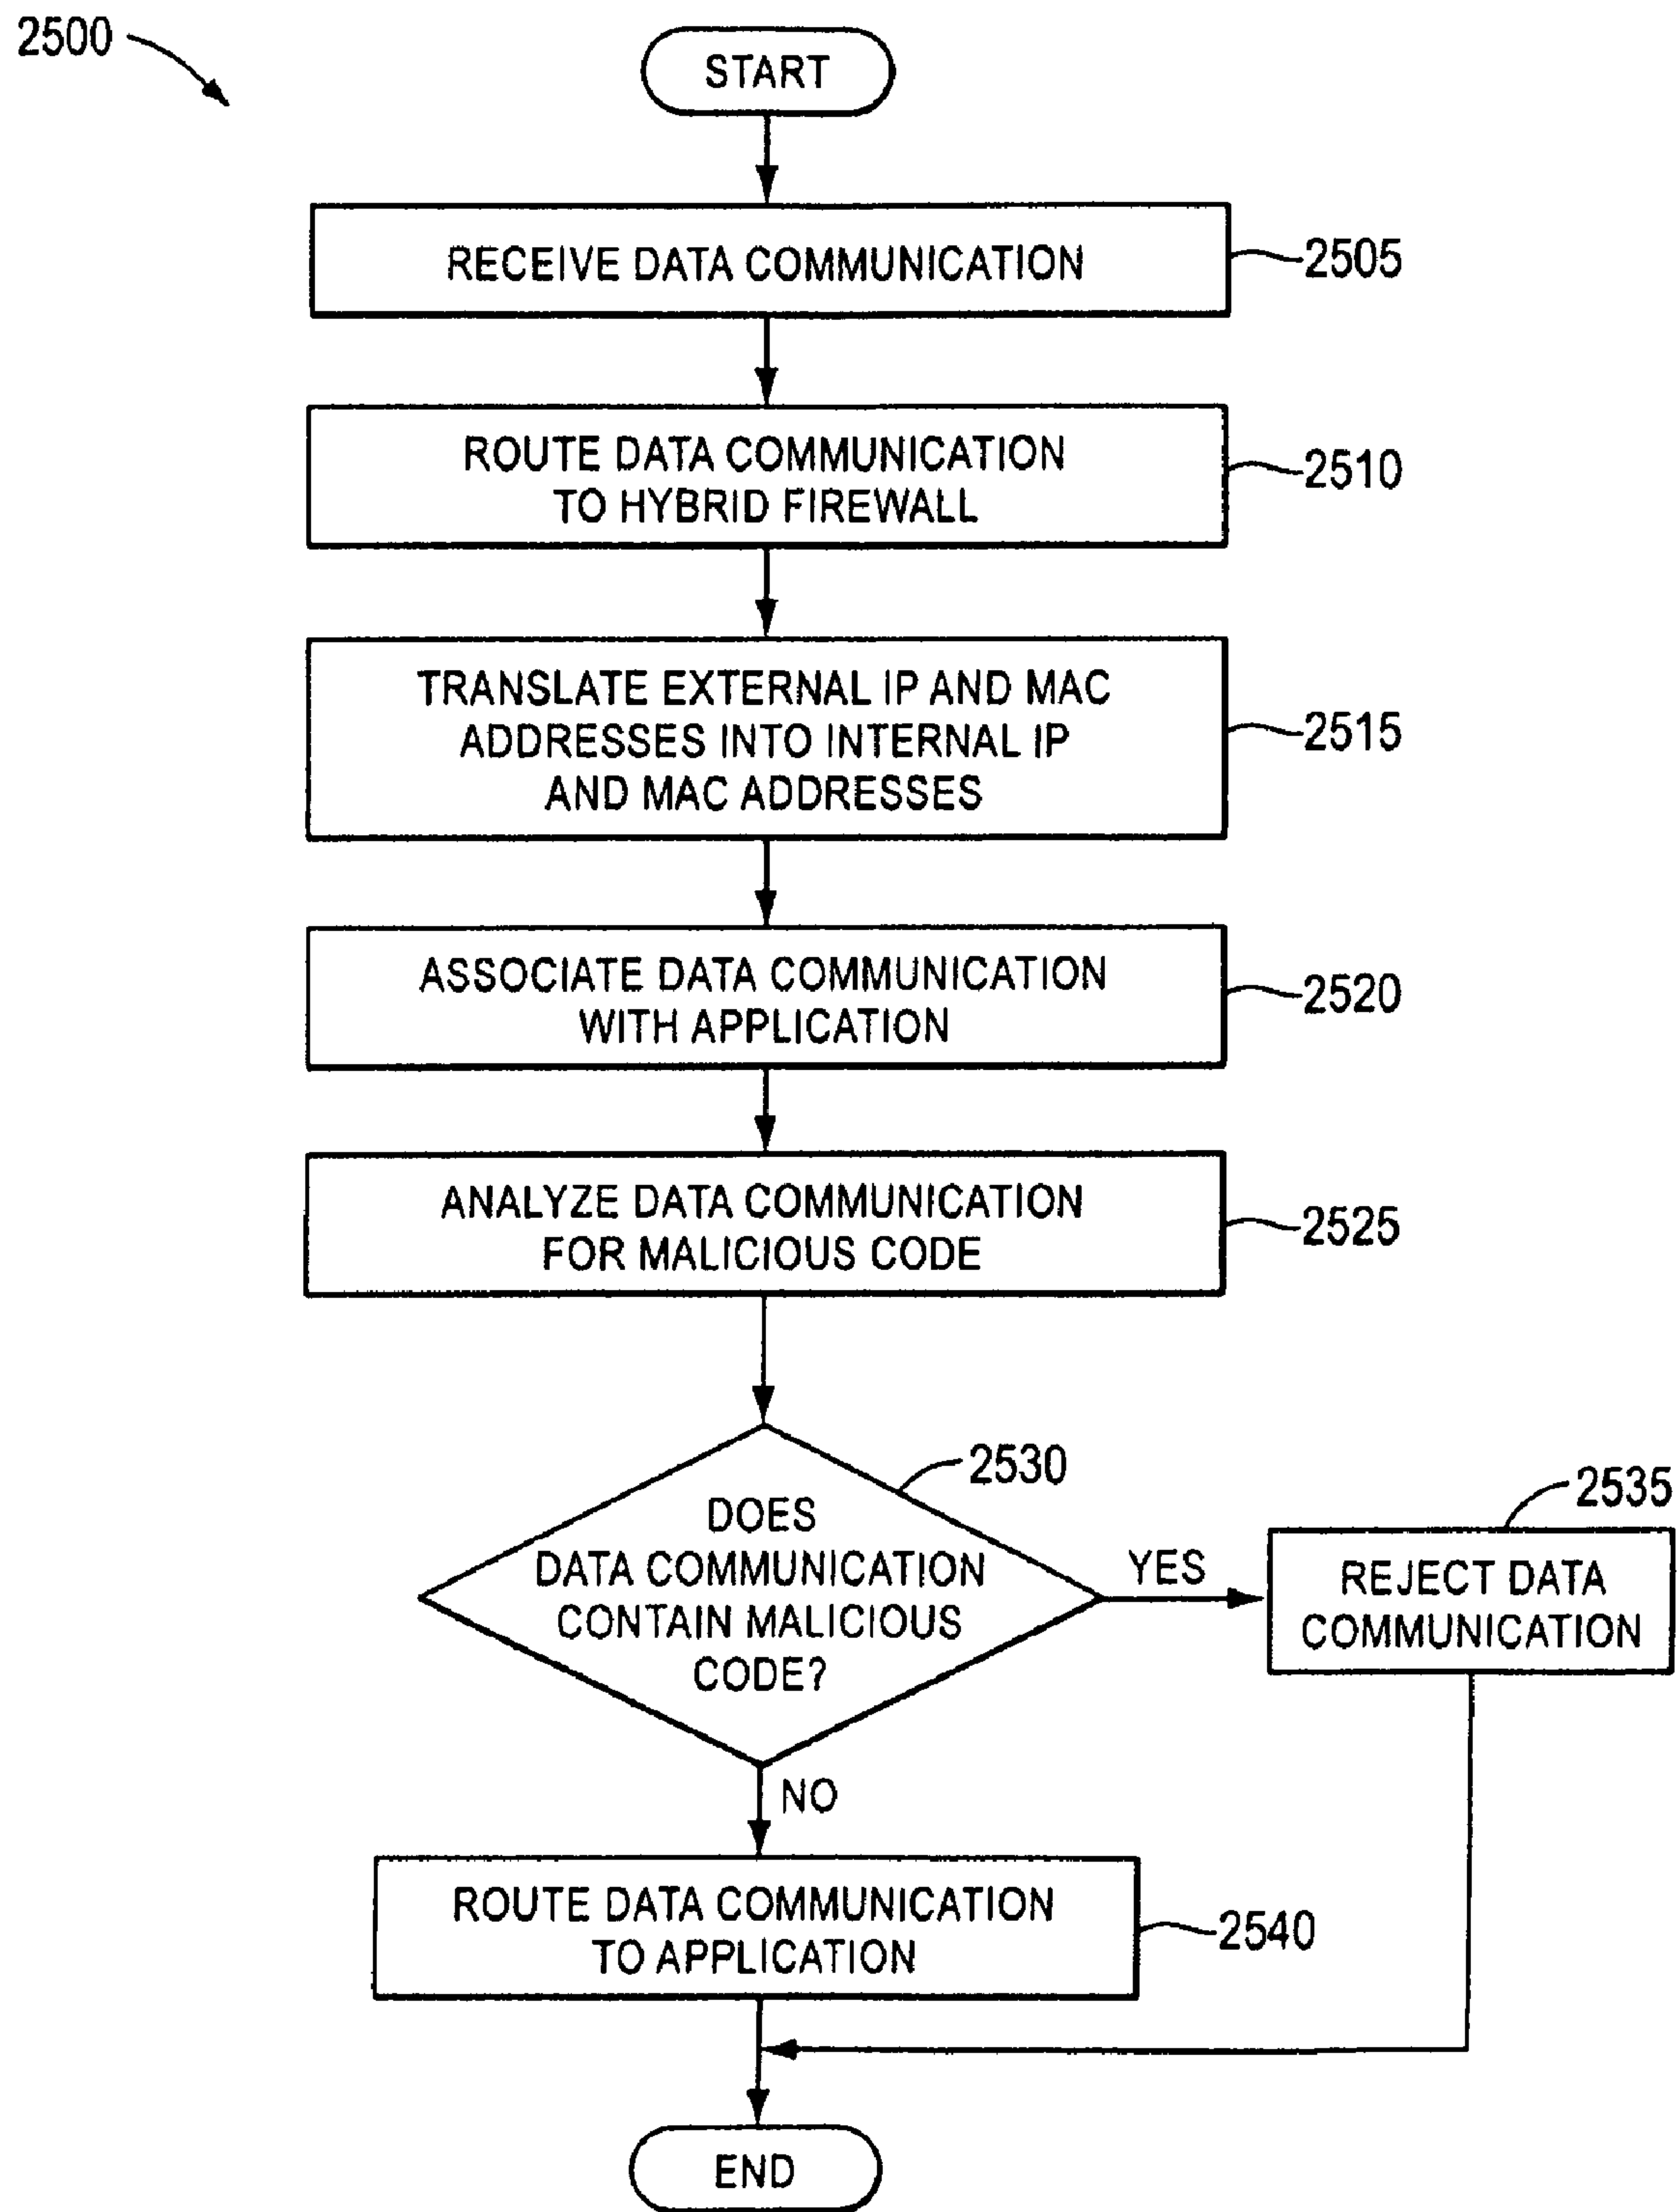 2500
START
RECEIVE DATA COMMUNICATION
2505
ROUTE DATA COMMUNICATION
TO HYBRID FIREWALL
2510
TRANSLATE EXTERNAL IP AND MAC
ADDRESSES INTO INTERNAL IP
AND MAC ADDRESSES
2515
ASSOCIATE DATA COMMUNICATION
WITH APPLICATION
2520
ANALYZE DATA COMMUNICATION
FOR MALICIOUS CODE
2525
2530
DOES
DATA COMMUNICATION
CONTAIN MALICIOUS
CODE?
YES
2535
REJECT DATA
COMMUNICATION
NO
ROUTE DATA COMMUNICATION
TO APPLICATION
2540
END